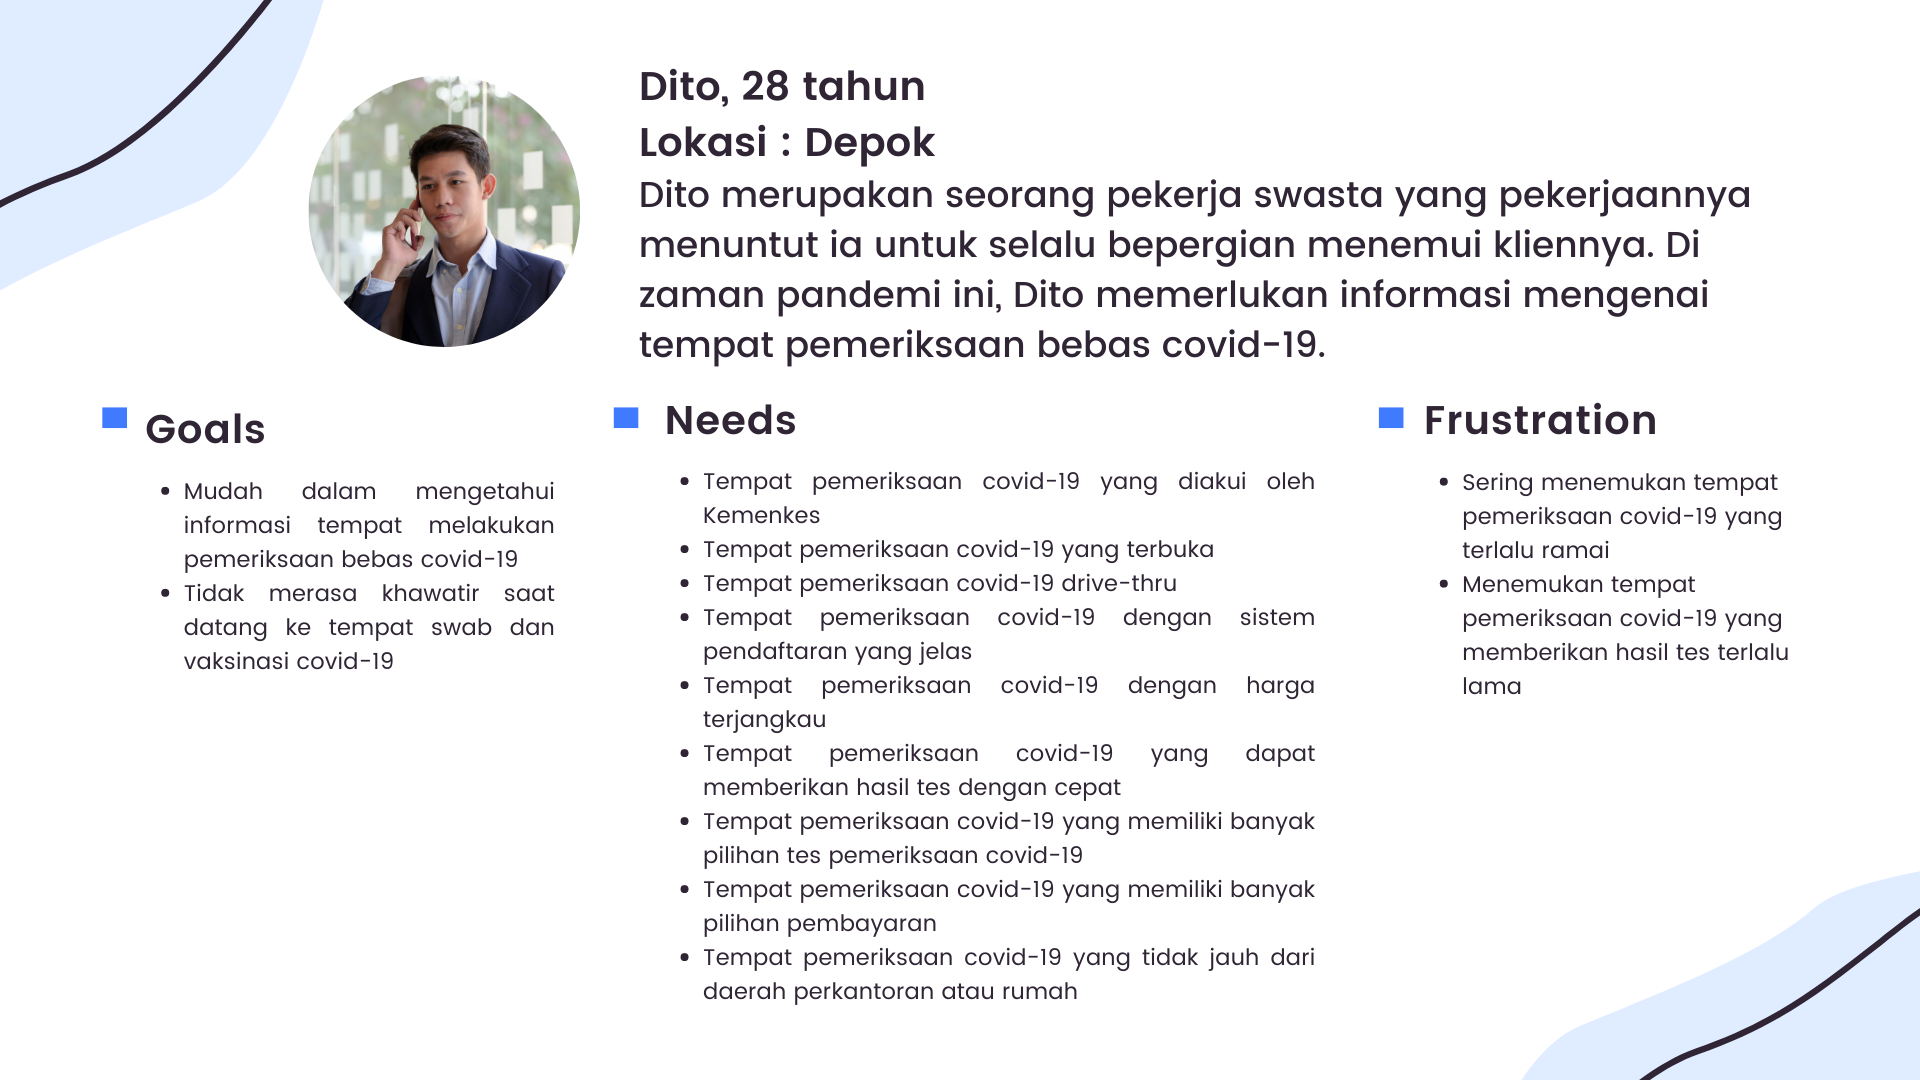 Dito, 28 tahun
Lokasi : Depok
Dito merupakan seorang pekerja swasta yang pekerjaannya
menuntut ia untuk selalu bepergian menemui kliennya. Di
zaman pandemi ini, Dito memerlukan informasi mengenai
tempat pemeriksaan bebas covid-19.
Goals
• Mudah dalam mengetahui
informasi tempat melakukan
pemeriksaan bebas covid-19
• Tidak merasa khawatir saat
datang ke tempat swab dan
vaksinasi covid-19
Needs
• Tempat pemeriksaan covid-19 yang diakui oleh
Kemenkes
• Tempat pemeriksaan covid-19 yang terbuka
• Tempat pemeriksaan covid-19 drive-thru
• Tempat pemeriksaan covid-19 dengan sistem
pendaftaran yang jelas
• Tempat pemeriksaan covid-19 dengan harga
terjangkau
• Tempat pemeriksaan covid-19 yang dapat
memberikan hasil tes dengan cepat
• Tempat pemeriksaan covid-19 yang memiliki banyak
pilihan tes pemeriksaan covid-19
• Tempat pemeriksaan covid-19 yang memiliki banyak
pilihan pembayaran
• Tempat pemeriksaan covid-19 yang tidak jauh dari
daerah perkantoran atau rumah
Frustration
• Sering menemukan tempat
pemeriksaan covid-19 yang
terlalu ramai
• Menemukan tempat
pemeriksaan covid-19 yang
memberikan hasil tes terlalu
lama